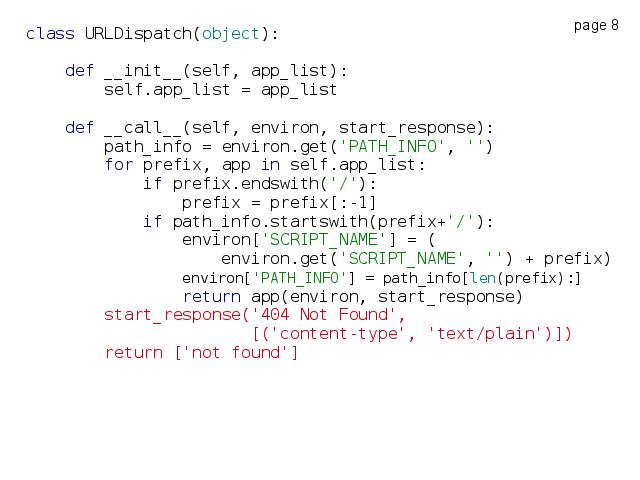 page 8
class URLDispatch(object):
    def __init__(self, app_list):
        self.app_list = app_list
    def __call__(self, environ, start_response):
        path_info = environ.get('PATH_INFO', '')
        for prefix, app in self.app_list:
            if prefix.endswith('/'):
                prefix = prefix[:-1]
            if path_info.startswith(prefix+'/'):
                environ['SCRIPT_NAME'] = (
                    environ.get('SCRIPT_NAME', '') + prefix)
                environ['PATH_INFO'] = path_info[len(prefix):]
                return app(environ, start_response)
        start_response('404 Not Found',
                       [('content-type', 'text/plain')])
        return ['not found']